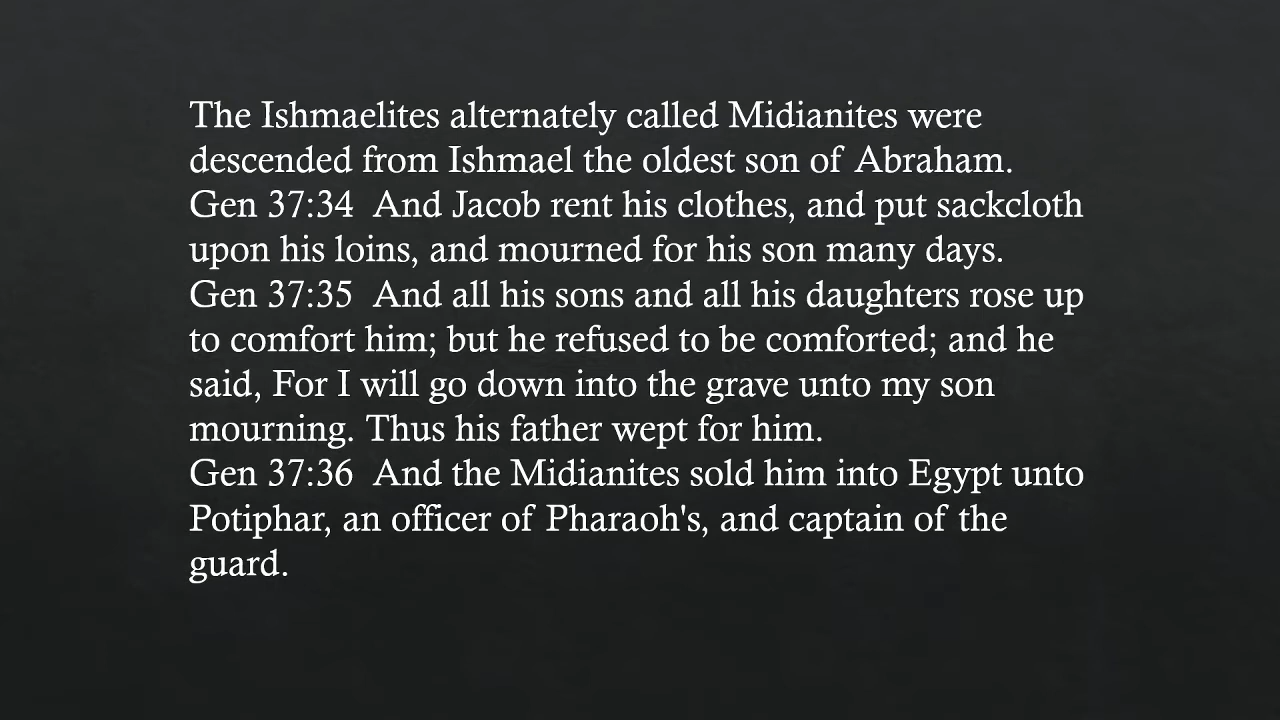 The Ishmaelites alternately called Midianites were
descended from Ishmael the oldest son of Abraham.
Gen 37:34  And Jacob rent his clothes, and put sackcloth
upon his loins, and mourned for his son many days.
Gen 37:35  And all his sons and all his daughters rose up
to comfort him; but he refused to be comforted; and he
said, For I will go down into the grave unto my son
mourning. Thus his father wept for him.
Gen 37:36  And the Midianites sold him into Egypt unto
Potiphar, an officer of Pharaoh's, and captain of the
guard.